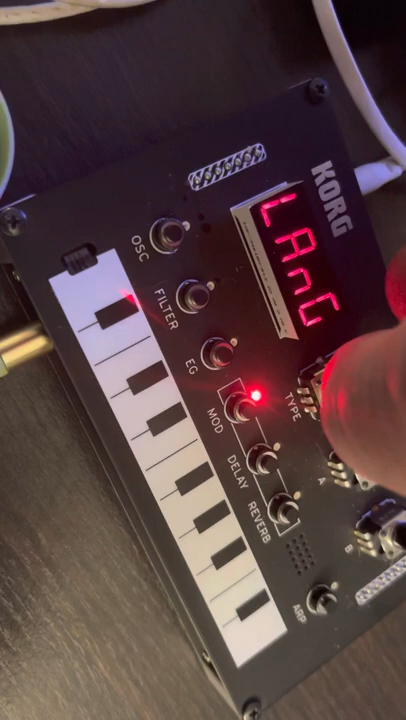 KORG
LAnG
OSC
FILTER
EG
MOD
DELAY
REVERB
ARP
TYPE
A
B